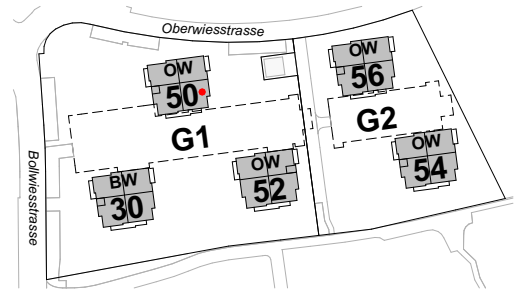 Oberwiesstrasse
OW
50
OW
56
G1
G2
Bollwiesstrasse
BW
30
OW
52
OW
54